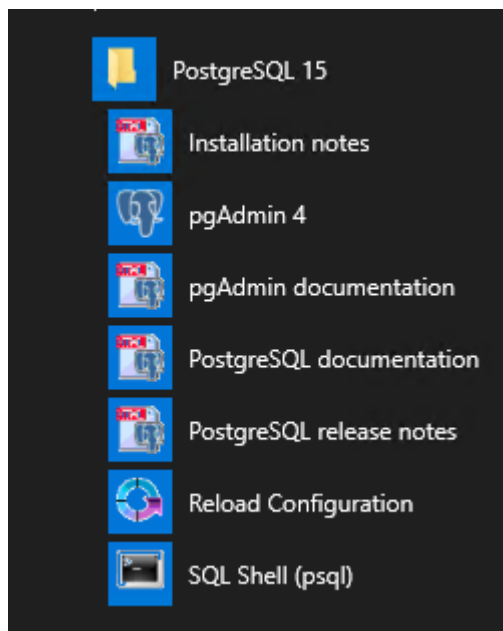 PostgreSQL 15
Installation notes
pgAdmin 4
pgAdmin documentation
PostgreSQL documentation
PostgreSQL release notes
Reload Configuration
SQL Shell (psql)